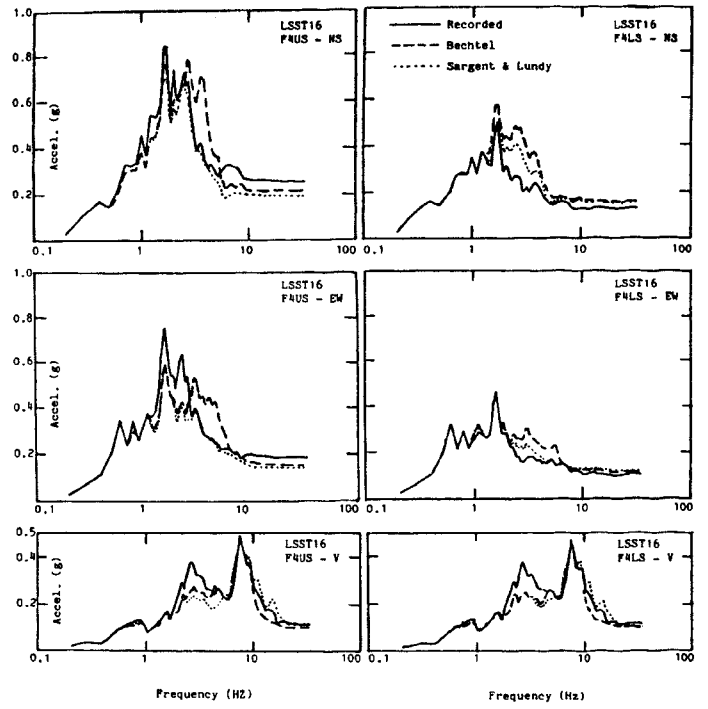 1.0
0.8
0.6
0.4
0.2
Accel. (g)
LSST16
F4US - NS
0.1
1
10
100
Recorded
Bechtel
Sargent & Lundy
LSST16
F4LS - NS
0.1
1
10
100
1.0
0.8
0.6
0.4
0.2
Accel. (g)
LSST16
F4US - EW
0.1
1
10
100
LSST16
F4LS - EW
0.1
1
10
100
0.5
0.4
0.2
Accel. (g)
LSST16
F4US - V
0.1
1
10
100
LSST16
F4LS - V
0.1
1
10
100
Frequency (HZ)
Frequency (Hz)